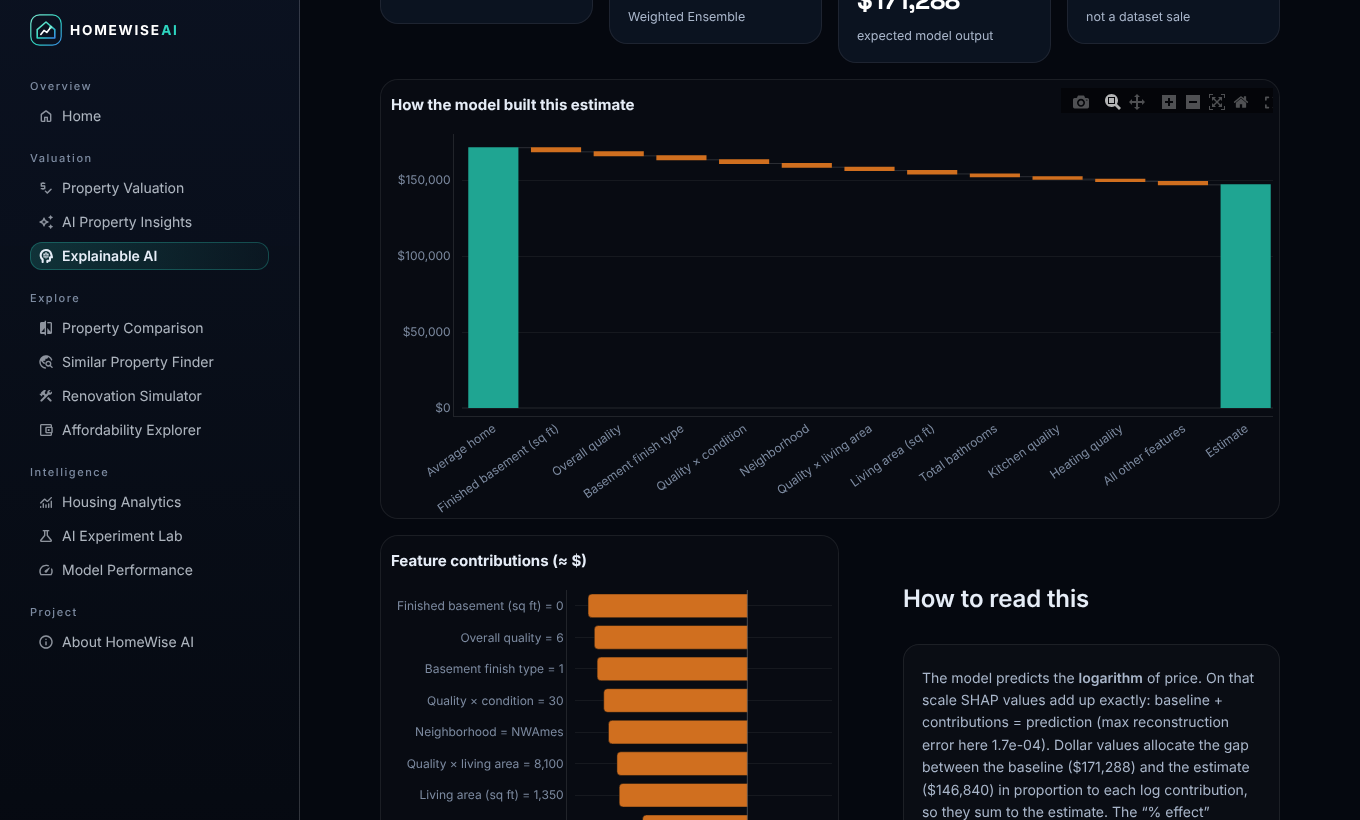 HOMEWISEAI
Overview
Home
Valuation
Property Valuation
AI Property Insights
Explainable AI
Explore
Property Comparison
Similar Property Finder
Renovation Simulator
Affordability Explorer
Intelligence
Housing Analytics
AI Experiment Lab
Model Performance
Project
About HomeWise AI
Weighted Ensemble
$171,288
expected model output
not a dataset sale
How the model built this estimate
$150,000
$100,000
$50,000
$0
Average home
Finished basement (sq ft)
Overall quality
Basement finish type
Quality × condition
Neighborhood
Quality × living area
Living area (sq ft)
Total bathrooms
Kitchen quality
Heating quality
All other features
Estimate
Feature contributions (≈ $)
Finished basement (sq ft) = 0
Overall quality = 6
Basement finish type = 1
Quality × condition = 30
Neighborhood = NWAmes
Quality × living area = 8,100
Living area (sq ft) = 1,350
How to read this
The model predicts the logarithm of price. On that
scale SHAP values add up exactly: baseline +
contributions = prediction (max reconstruction
error here 1.7e-04). Dollar values allocate the gap
between the baseline ($171,288) and the estimate
($146,840) in proportion to each log contribution,
so they sum to the estimate. The “% effect”